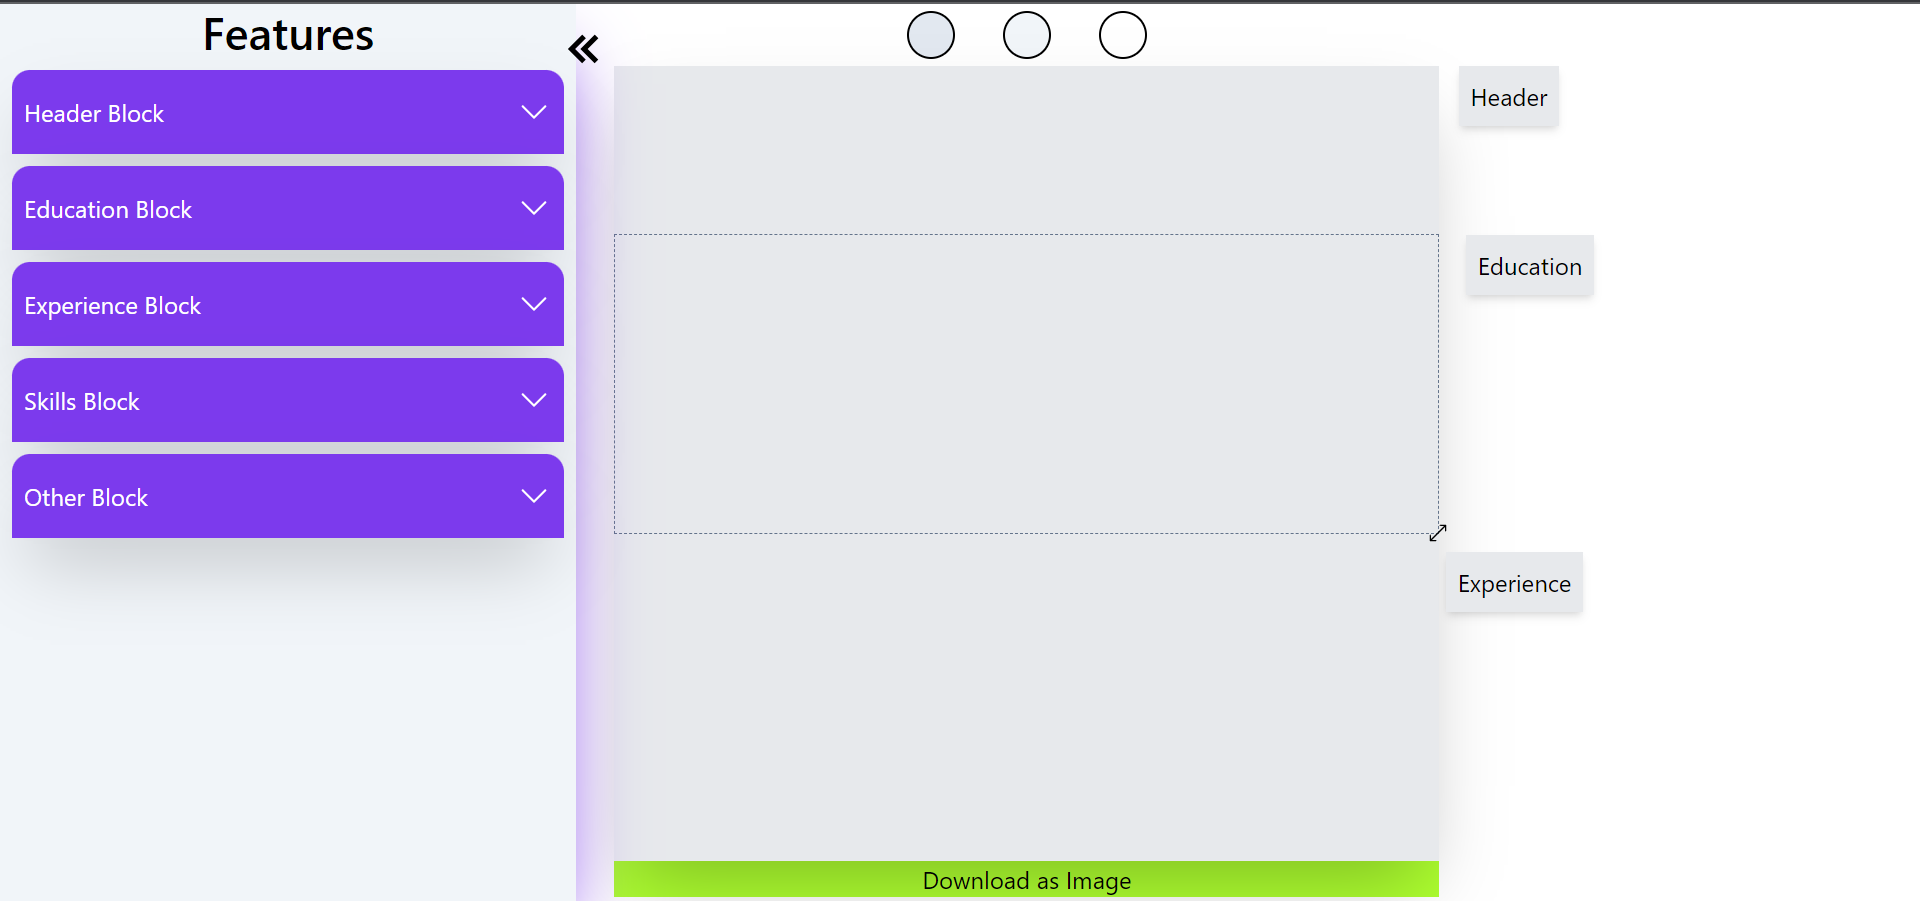 Features
Header Block
Education Block
Experience Block
Skills Block
Other Block
Header
Education
Experience
Download as Image